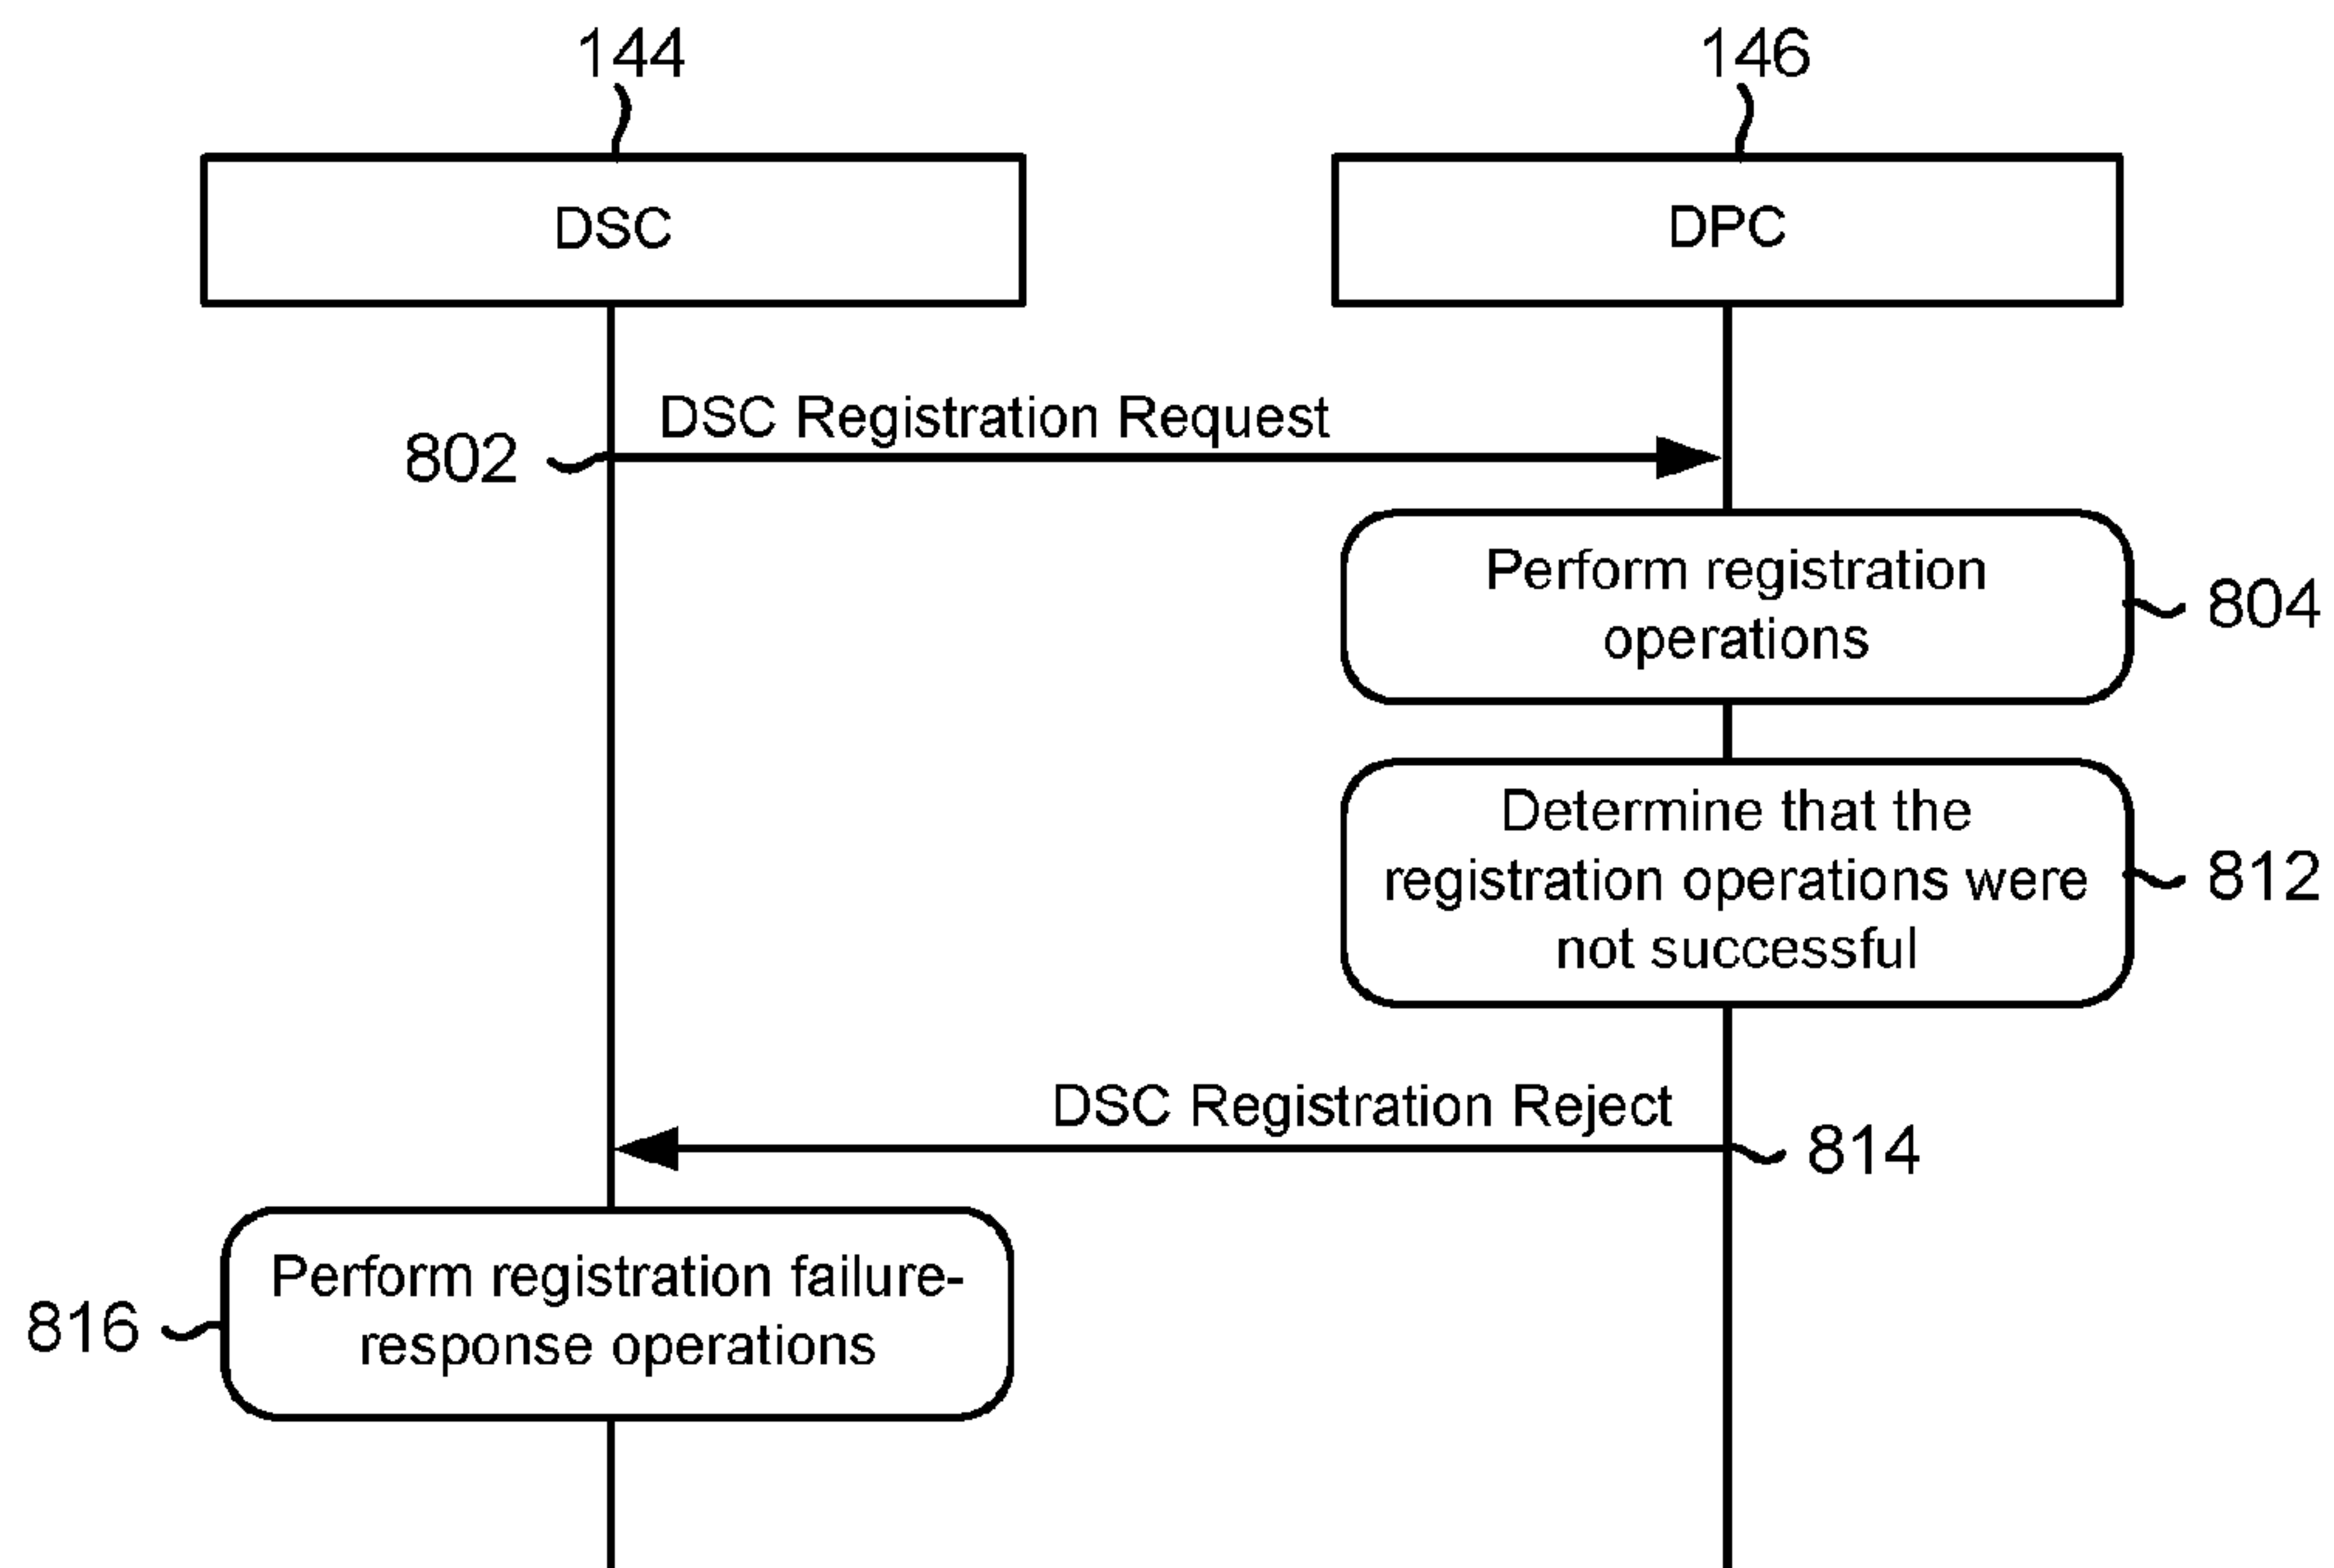 144
146
DSC
DPC
DSC Registration Request
802
Perform registration
operations
804
Determine that the
registration operations were
not successful
812
DSC Registration Reject
814
Perform registration failure-
response operations
816